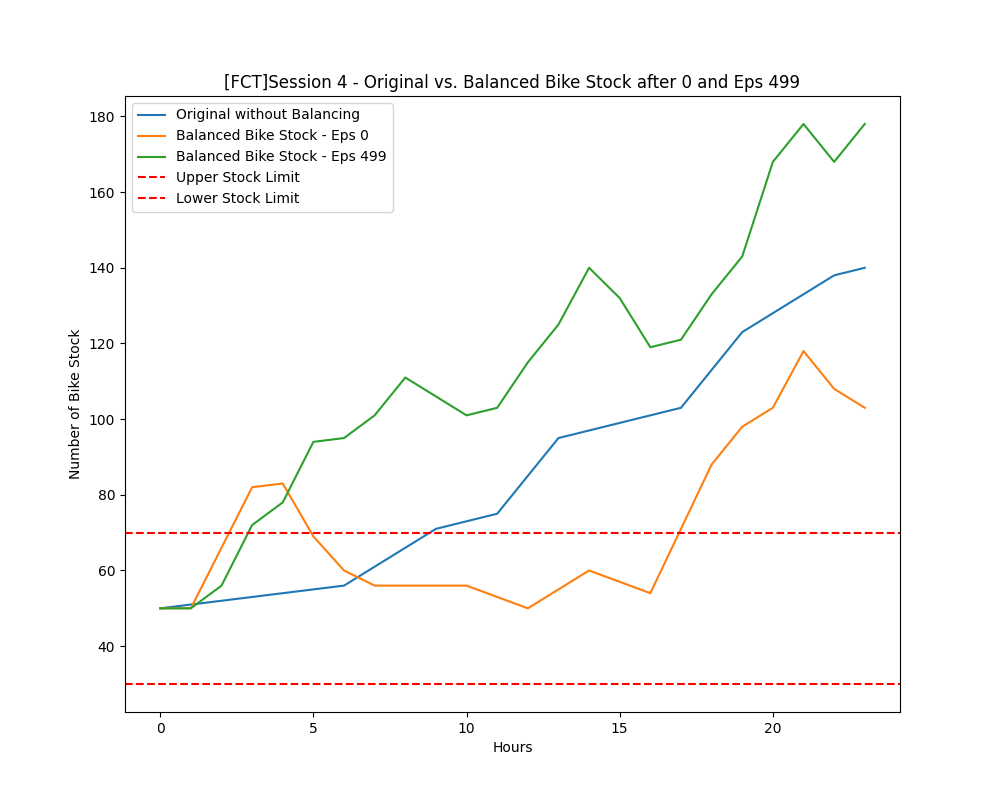 [FCT]Session 4 - Original vs. Balanced Bike Stock after 0 and Eps 499
Original without Balancing
Balanced Bike Stock - Eps 0
Balanced Bike Stock - Eps 499
Upper Stock Limit
Lower Stock Limit
Number of Bike Stock
180
160
140
120
100
80
60
40
0 5 10 15 20
Hours